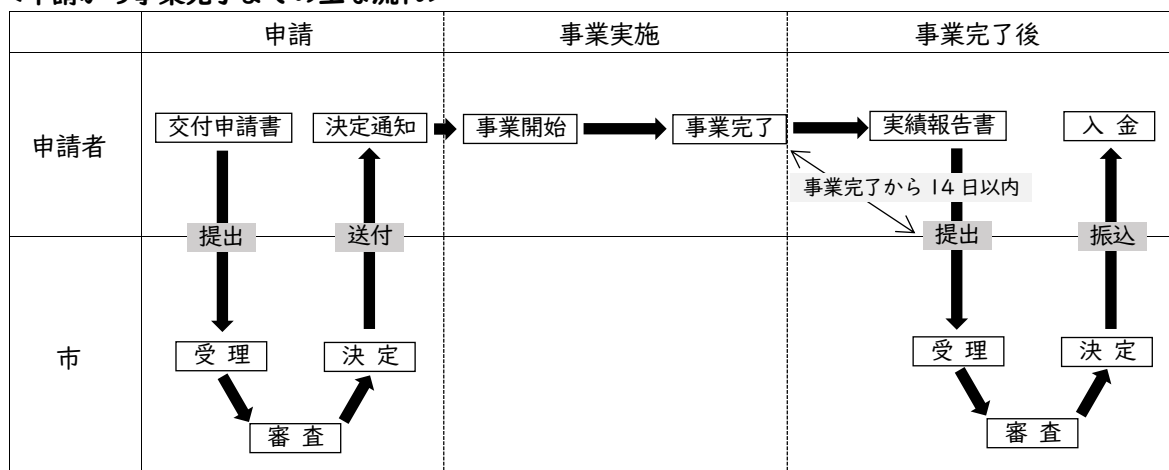 申請 事業実施 事業完了後
申請者
交付申請書 決定通知 事業開始 事業完了 実績報告書 入 金
事業完了から14日以内
提出 送付 提出 振込
市
受 理 決 定 受 理 決 定
審 査 審 査